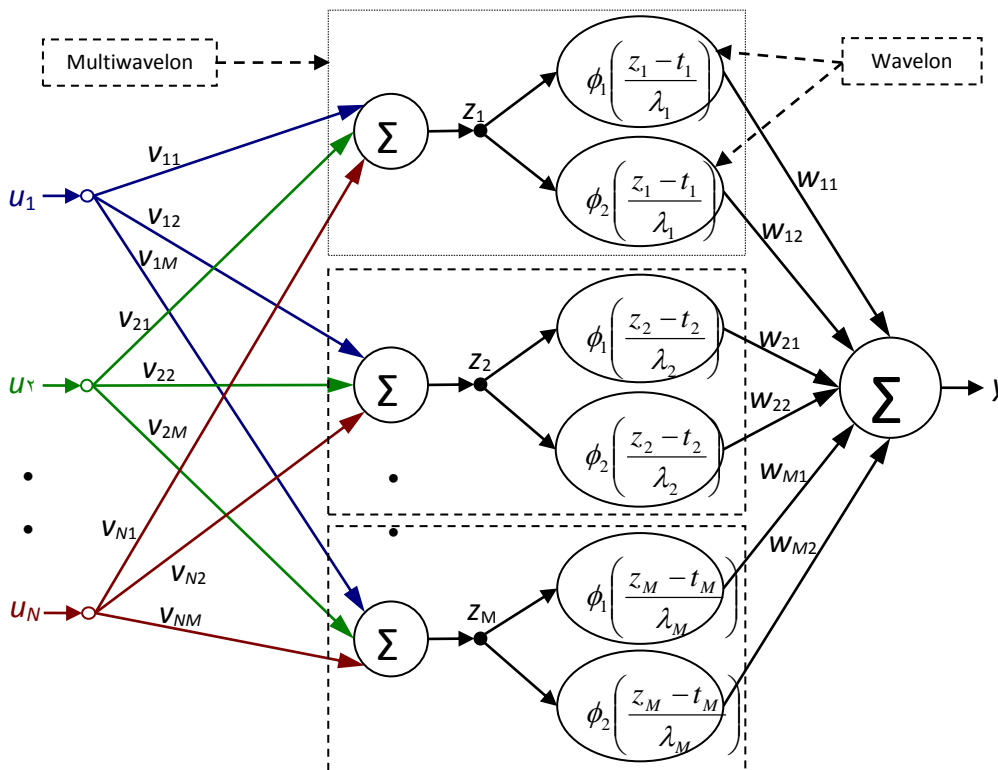 Multiwavelon
Wavelon
ϕ₁((z₁ − t₁)/λ₁)
Σ
z₁
ϕ₂((z₁ − t₁)/λ₁)
v₁₁
w₁₁
u₁
v₁₂
w₁₂
v₁M
v₂₁
ϕ₁((z₂ − t₂)/λ₂)
w₂₁
u۲
v₂₂
Σ
z₂
Σ
y
v₂M
ϕ₂((z₂ − t₂)/λ₂)
w₂₂
wM₁
vN₁
wM₂
vN₂
ϕ₁((zM − tM)/λM)
uN
vNM
Σ
zM
ϕ₂((zM − tM)/λM)